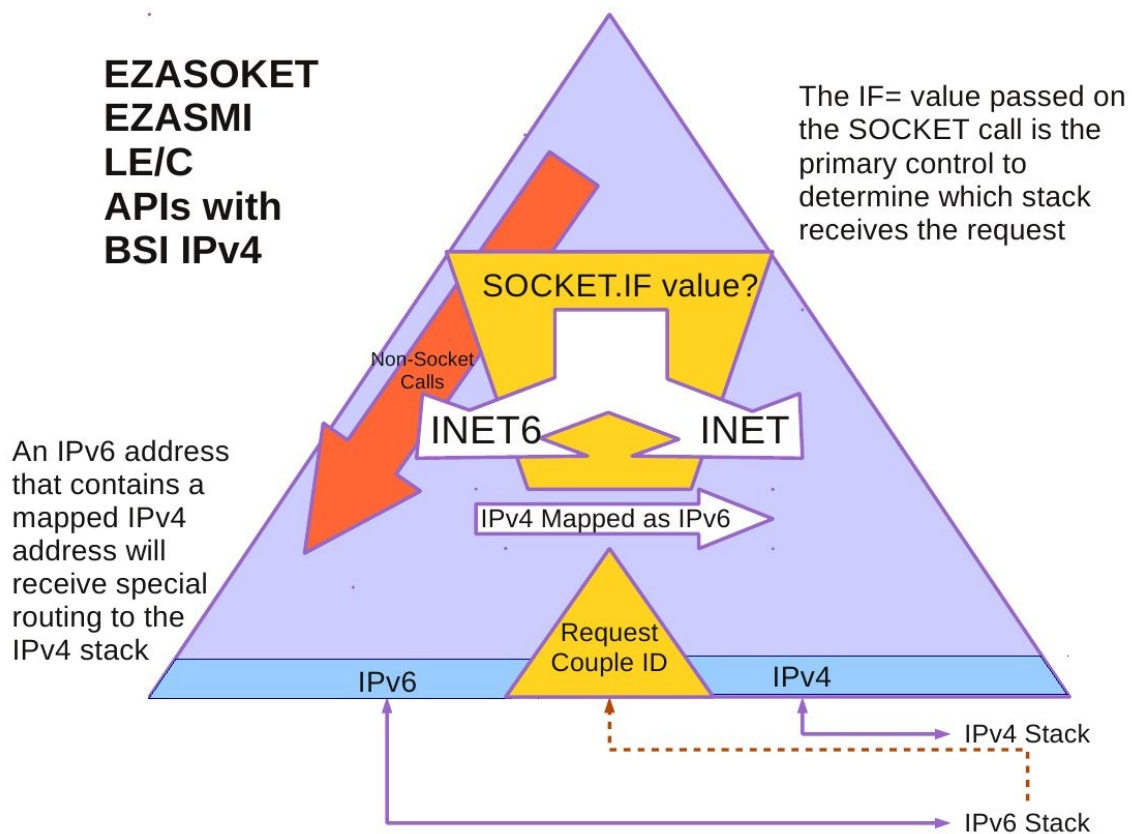 EZASOKET
EZASMI
LE/C
APIs with
BSI IPv4
The IF= value passed on
the SOCKET call is the
primary control to
determine which stack
receives the request
SOCKET.IF value?
Non-Socket
Calls
INET6
INET
An IPv6 address
that contains a
mapped IPv4
address will
receive special
routing to the
IPv4 stack
IPv4 Mapped as IPv6
Request
Couple ID
IPv6
IPv4
IPv4 Stack
IPv6 Stack